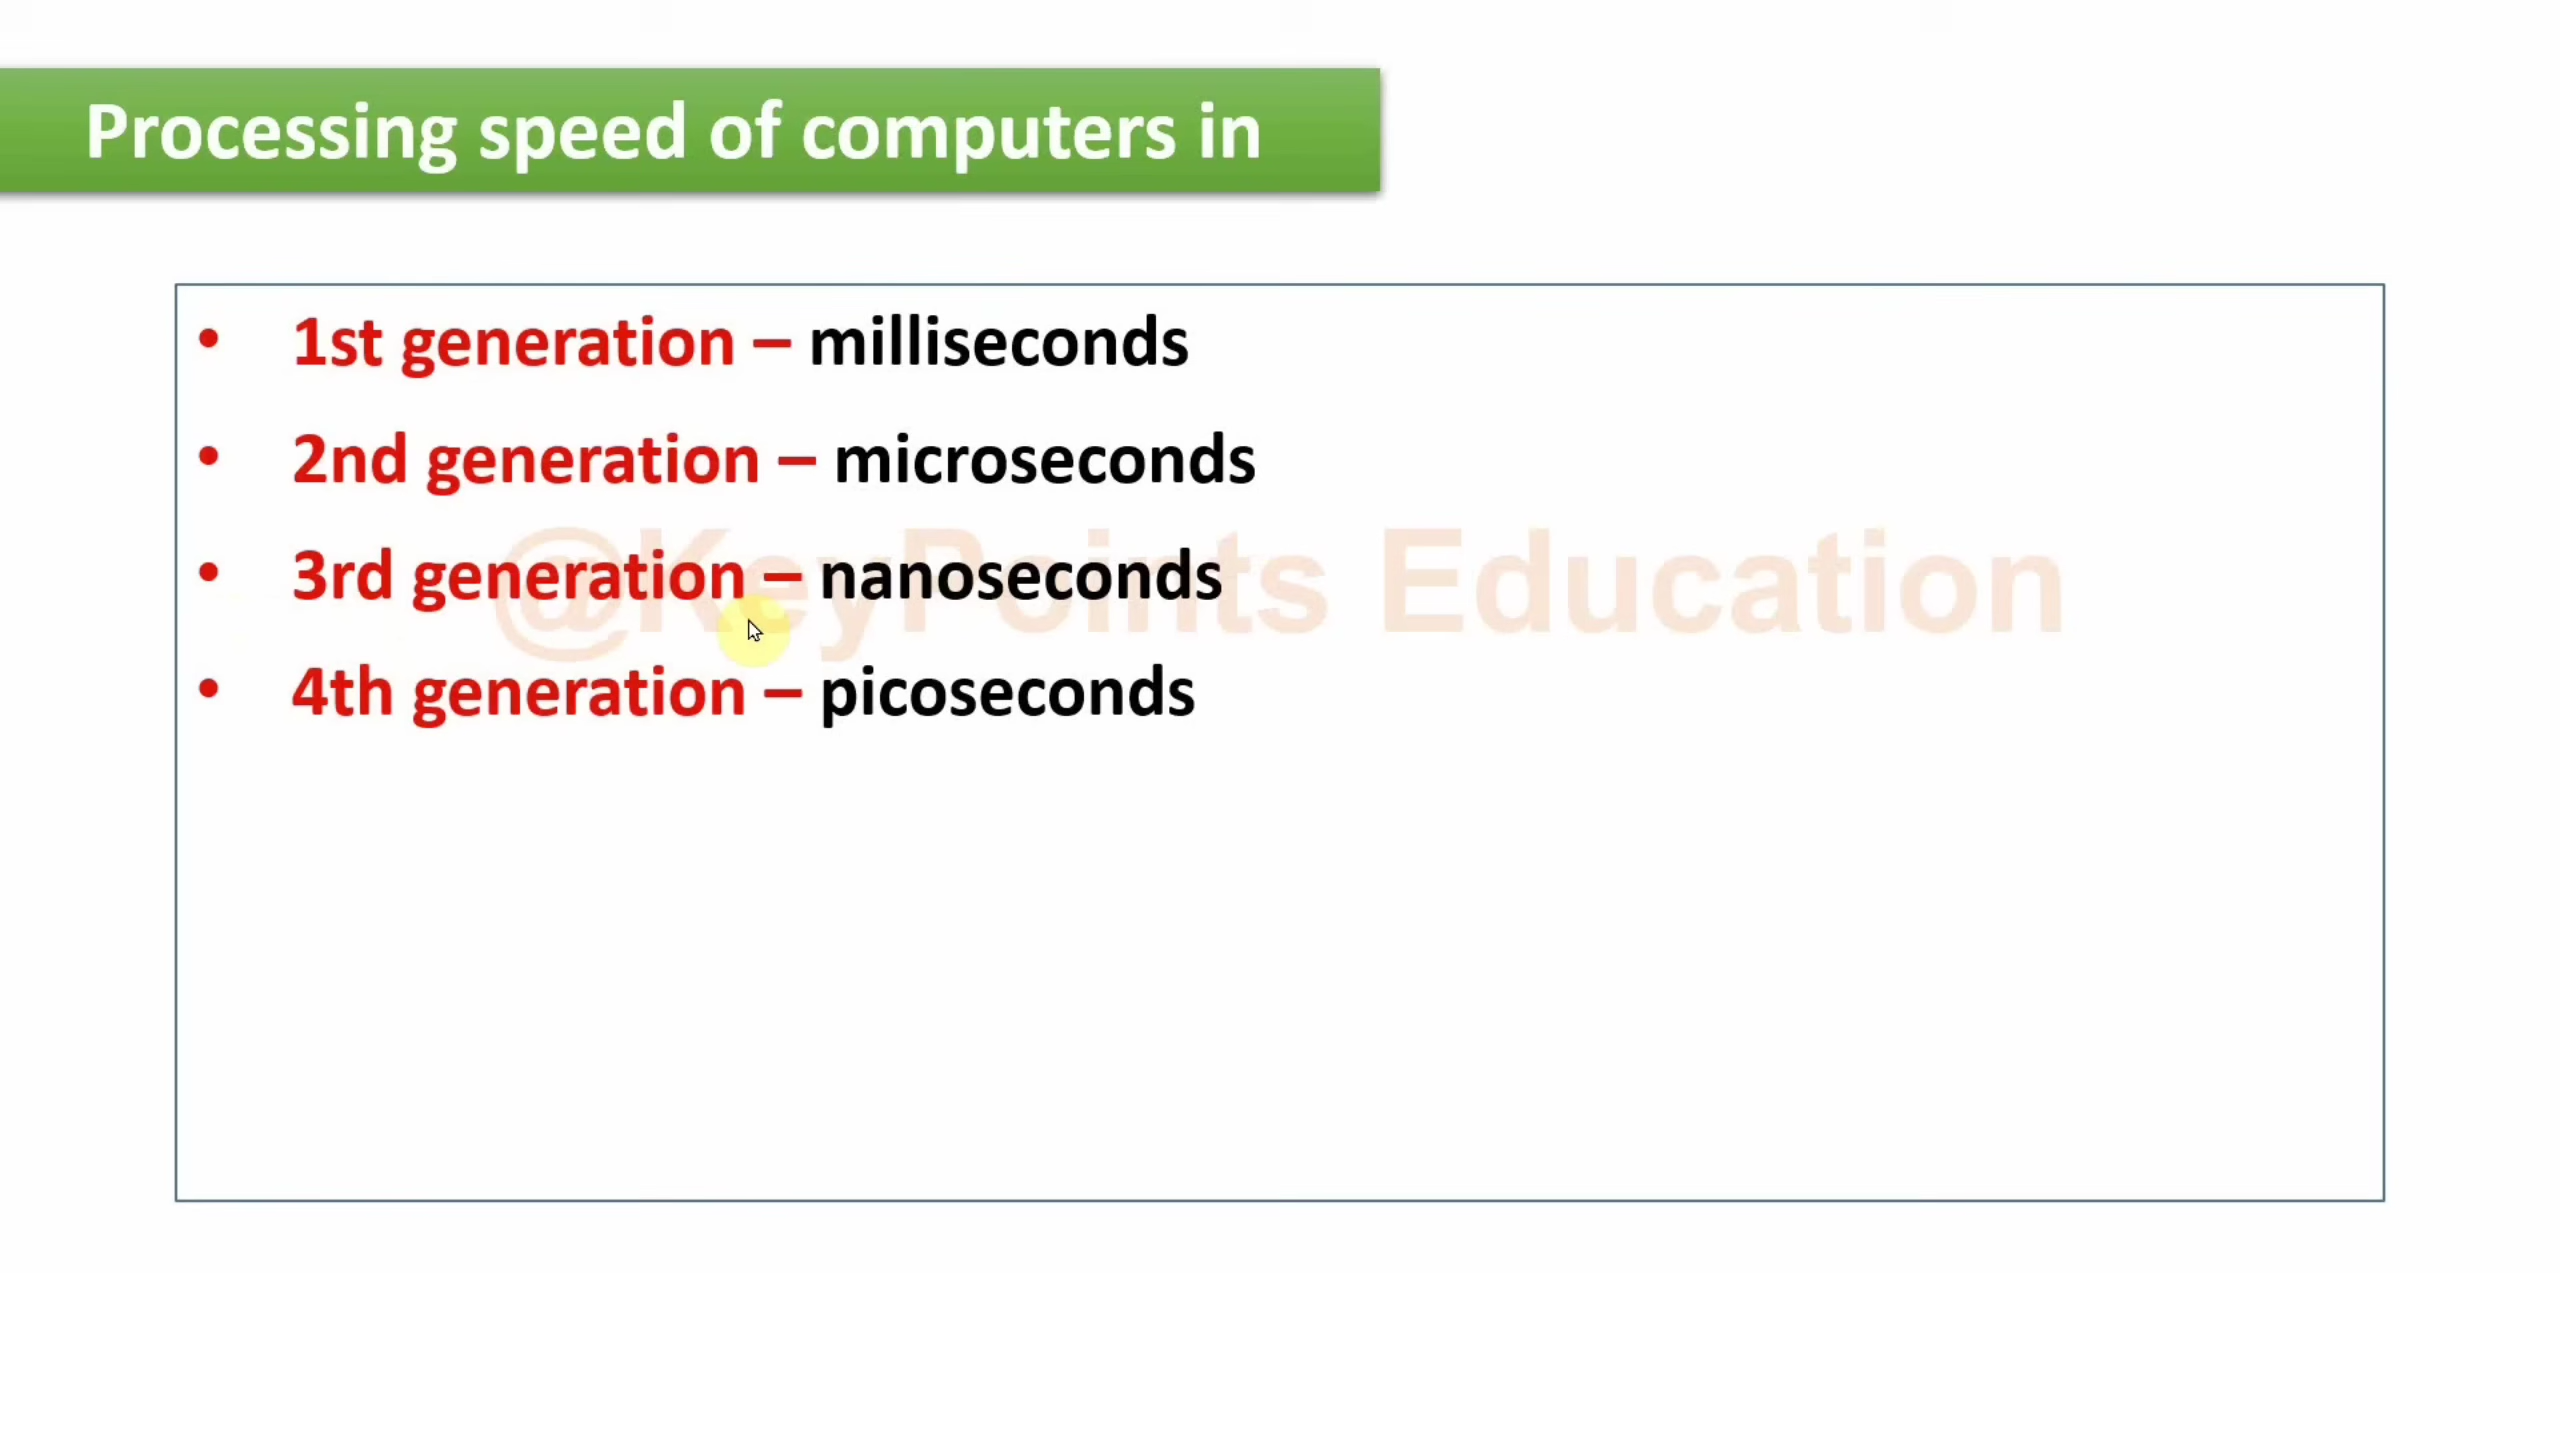 Processing speed of computers in
• 1st generation – milliseconds
• 2nd generation – microseconds
@KeyPoints Education
• 3rd generation – nanoseconds
• 4th generation – picoseconds